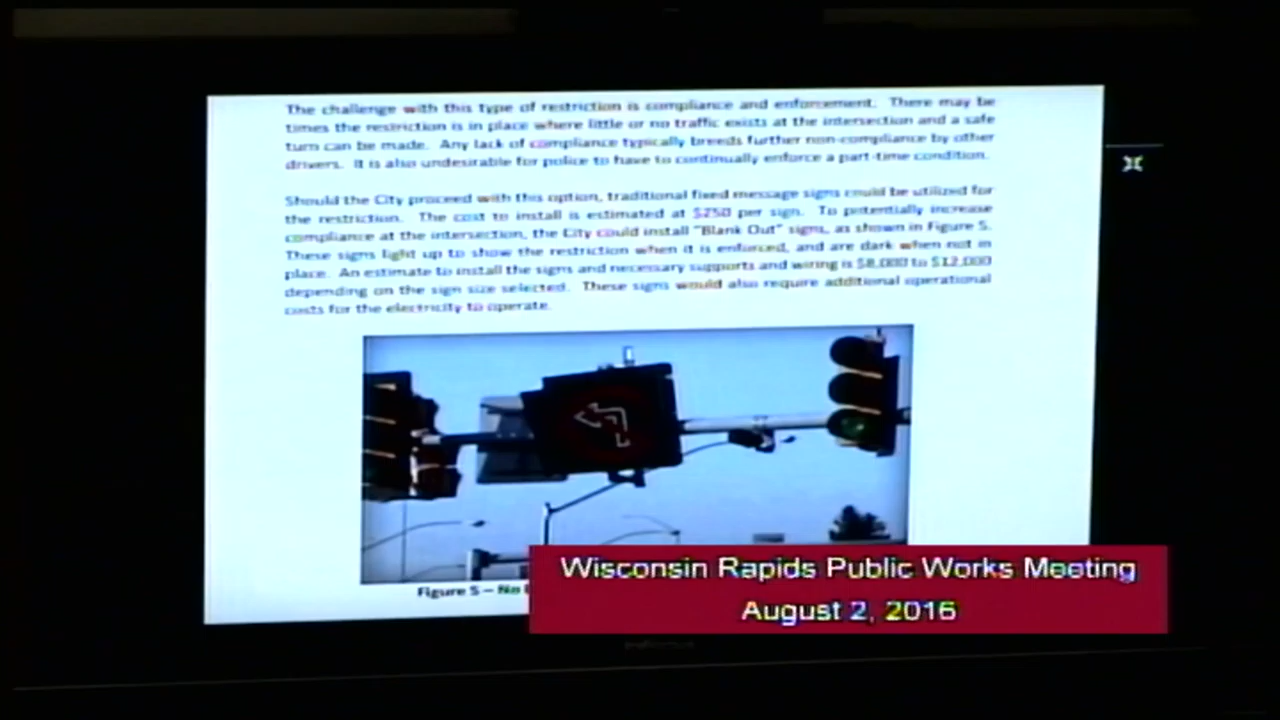 The challenge with this type of restriction is compliance and enforcement. There may be
times the restriction is in place where little or no traffic exists at the intersection and a safe
turn can be made. Any lack of compliance typically breeds further non-compliance by other
drivers. It is also undesirable for police to have to continually enforce a part-time condition.
Should the City proceed with this option, traditional fixed message signs could be utilized for
the restriction. The cost to install is estimated at $250 per sign. To potentially increase
compliance at the intersection, the City could install "Blank Out" signs, as shown in Figure 5.
These signs light up to show the restriction when it is enforced, and are dark when not in
place. An estimate to install the signs and necessary supports and wiring is $8,000 to $12,000
depending on the sign size selected. These signs would also require additional operational
costs for the electricity to operate.
Figure 5 – No
Wisconsin Rapids Public Works Meeting
August 2, 2016